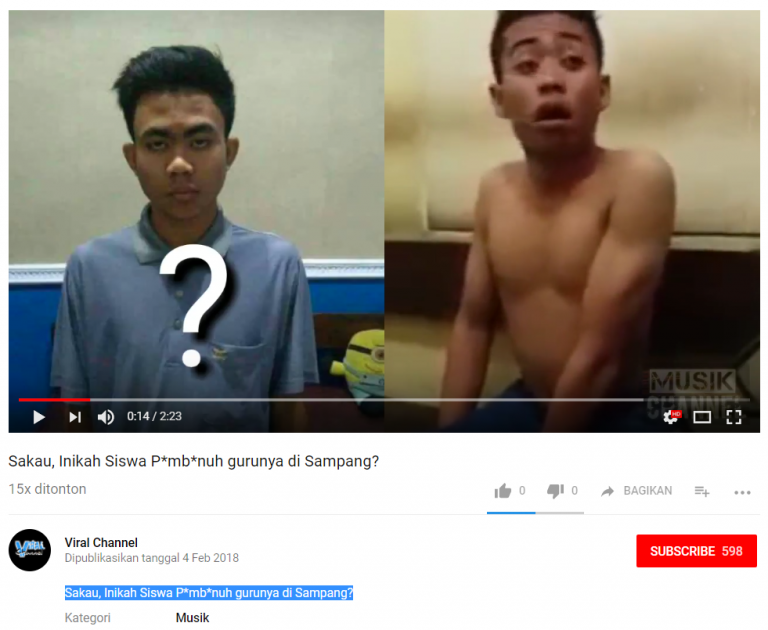 ?
MUSIK
CHANNEL
0:14 / 2:23
HD
Sakau, Inikah Siswa P*mb*nuh gurunya di Sampang?
15x ditonton
0
0
BAGIKAN
Viral Channel
Dipublikasikan tanggal 4 Feb 2018
SUBSCRIBE 598
Sakau, Inikah Siswa P*mb*nuh gurunya di Sampang?
Kategori Musik